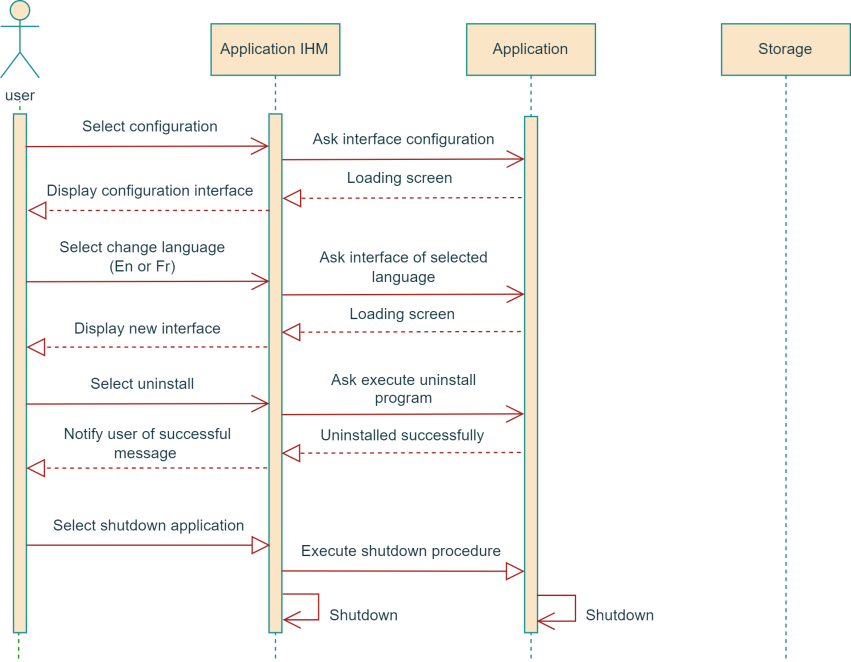 user
Application IHM
Application
Storage
Select configuration
Ask interface configuration
Loading screen
Display configuration interface
Select change language
(En or Fr)
Ask interface of selected
language
Loading screen
Display new interface
Select uninstall
Ask execute uninstall
program
Notify user of successful
message
Uninstalled successfully
Select shutdown application
Execute shutdown procedure
Shutdown
Shutdown